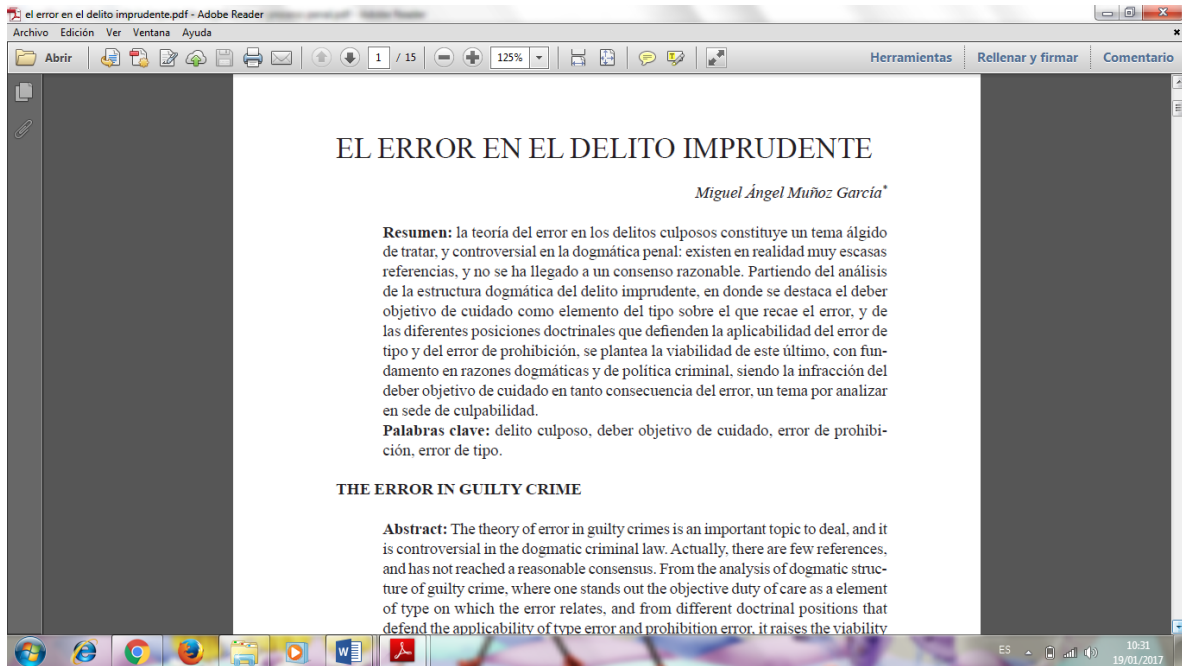 el error en el delito imprudente.pdf - Adobe Reader
Archivo Edición Ver Ventana Ayuda
Abrir 1 / 15 125% Herramientas Rellenar y firmar Comentario
EL ERROR EN EL DELITO IMPRUDENTE
Miguel Ángel Muñoz García*
Resumen: la teoría del error en los delitos culposos constituye un tema álgido
de tratar, y controversial en la dogmática penal: existen en realidad muy escasas
referencias, y no se ha llegado a un consenso razonable. Partiendo del análisis
de la estructura dogmática del delito imprudente, en donde se destaca el deber
objetivo de cuidado como elemento del tipo sobre el que recae el error, y de
las diferentes posiciones doctrinales que defienden la aplicabilidad del error de
tipo y del error de prohibición, se plantea la viabilidad de este último, con fun-
damento en razones dogmáticas y de política criminal, siendo la infracción del
deber objetivo de cuidado en tanto consecuencia del error, un tema por analizar
en sede de culpabilidad.
Palabras clave: delito culposo, deber objetivo de cuidado, error de prohibi-
ción, error de tipo.
THE ERROR IN GUILTY CRIME
Abstract: The theory of error in guilty crimes is an important topic to deal, and it
is controversial in the dogmatic criminal law. Actually, there are few references,
and has not reached a reasonable consensus. From the analysis of dogmatic struc-
ture of guilty crime, where one stands out the objective duty of care as a element
of type on which the error relates, and from different doctrinal positions that
defend the applicability of type error and prohibition error, it raises the viability
ES 10:31
19/01/2017